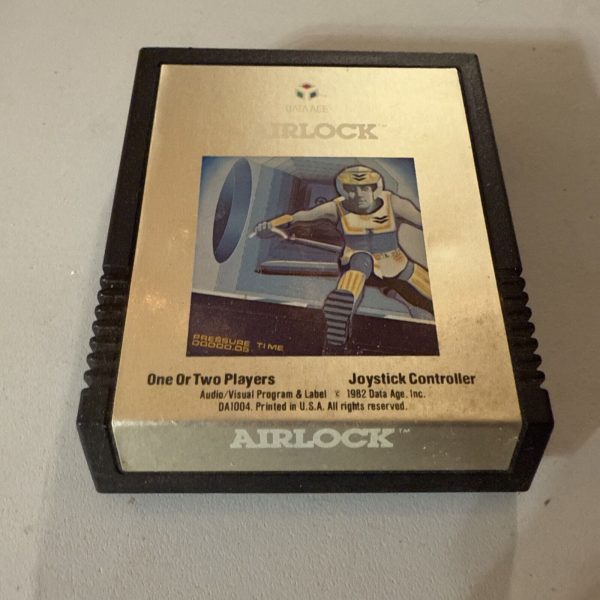 DATA AGE
AIRLOCK™
PRESSURE TIME
00000.05
One Or Two Players Joystick Controller
Audio/Visual Program & Label © 1982 Data Age, Inc.
DA1004. Printed in U.S.A. All rights reserved.
AIRLOCK™